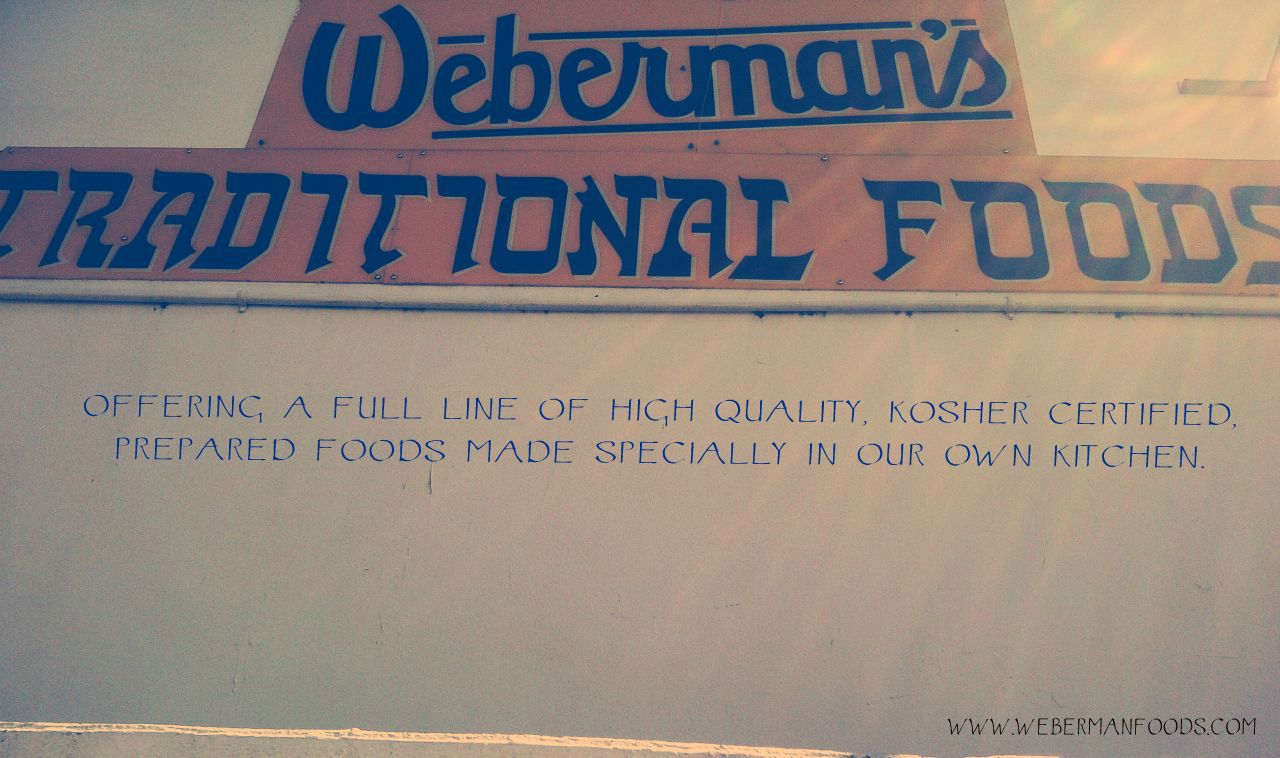 Weberman's
TRADITIONAL FOODS
OFFERING A FULL LINE OF HIGH QUALITY, KOSHER CERTIFIED,
PREPARED FOODS MADE SPECIALLY IN OUR OWN KITCHEN.
WWW.WEBERMANFOODS.COM